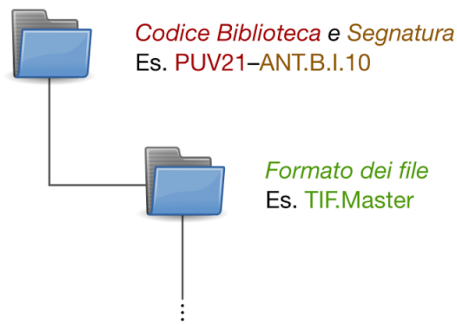 Codice Biblioteca e Segnatura
Es. PUV21–ANT.B.I.10
Formato dei file
Es. TIF.Master